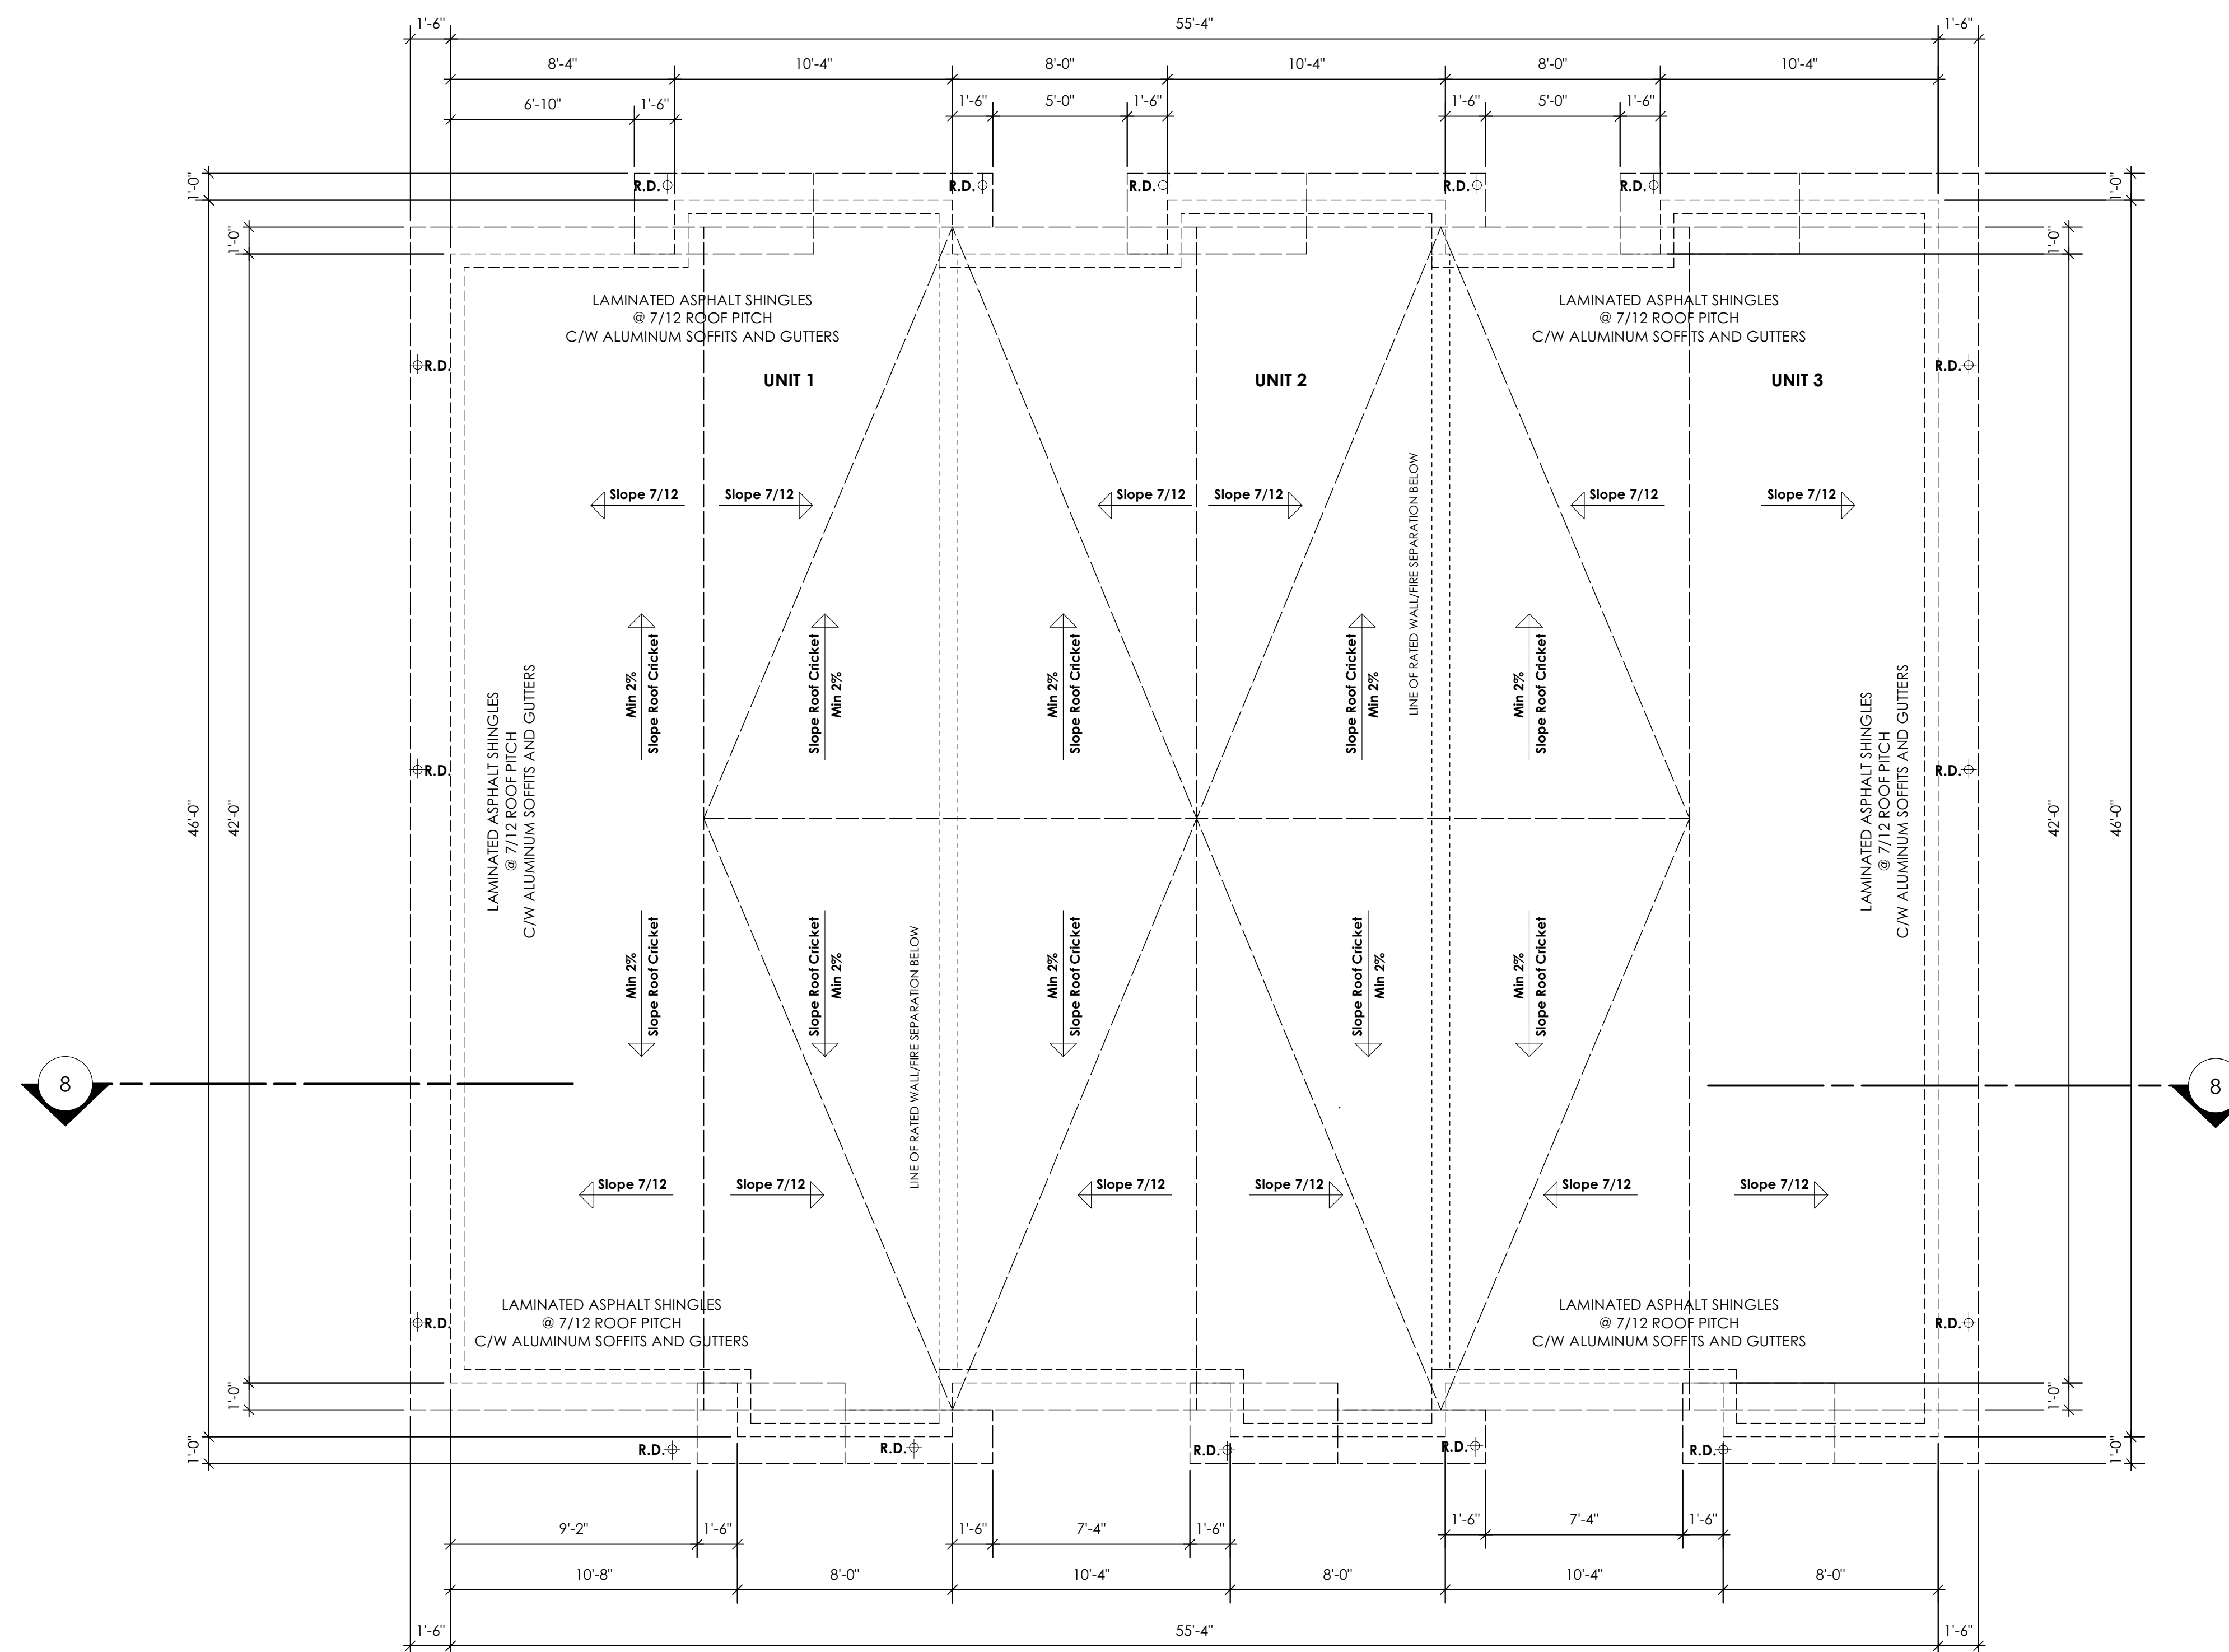 1'-6"
55'-4"
1'-6"
8'-4"
10'-4"
8'-0"
10'-4"
8'-0"
10'-4"
6'-10"
1'-6"
1'-6"
5'-0"
1'-6"
1'-6"
5'-0"
1'-6"
1'-0"
R.D.
R.D.
R.D.
R.D.
R.D.
1'-0"
1'-0"
1'-0"
LAMINATED ASPHALT SHINGLES
@ 7/12 ROOF PITCH
C/W ALUMINUM SOFFITS AND GUTTERS
LAMINATED ASPHALT SHINGLES
@ 7/12 ROOF PITCH
C/W ALUMINUM SOFFITS AND GUTTERS
R.D.
R.D.
UNIT 1
UNIT 2
UNIT 3
Slope 7/12
Slope 7/12
Slope 7/12
Slope 7/12
Slope 7/12
Slope 7/12
LINE OF RATED WALL/FIRE SEPARATION BELOW
Min 2%
Slope Roof Cricket
Slope Roof Cricket
Min 2%
Min 2%
Slope Roof Cricket
Slope Roof Cricket
Min 2%
Min 2%
Slope Roof Cricket
LAMINATED ASPHALT SHINGLES
@ 7/12 ROOF PITCH
C/W ALUMINUM SOFFITS AND GUTTERS
LAMINATED ASPHALT SHINGLES
@ 7/12 ROOF PITCH
C/W ALUMINUM SOFFITS AND GUTTERS
R.D.
R.D.
46'-0"
42'-0"
42'-0"
46'-0"
Min 2%
Slope Roof Cricket
Slope Roof Cricket
Min 2%
LINE OF RATED WALL/FIRE SEPARATION BELOW
Min 2%
Slope Roof Cricket
Slope Roof Cricket
Min 2%
Min 2%
Slope Roof Cricket
8
8
Slope 7/12
Slope 7/12
Slope 7/12
Slope 7/12
Slope 7/12
Slope 7/12
LAMINATED ASPHALT SHINGLES
@ 7/12 ROOF PITCH
C/W ALUMINUM SOFFITS AND GUTTERS
LAMINATED ASPHALT SHINGLES
@ 7/12 ROOF PITCH
C/W ALUMINUM SOFFITS AND GUTTERS
R.D.
R.D.
1'-0"
1'-0"
1'-0"
R.D.
R.D.
R.D.
R.D.
R.D.
1'-0"
9'-2"
1'-6"
1'-6"
7'-4"
1'-6"
1'-6"
7'-4"
1'-6"
10'-8"
8'-0"
10'-4"
8'-0"
10'-4"
8'-0"
1'-6"
55'-4"
1'-6"